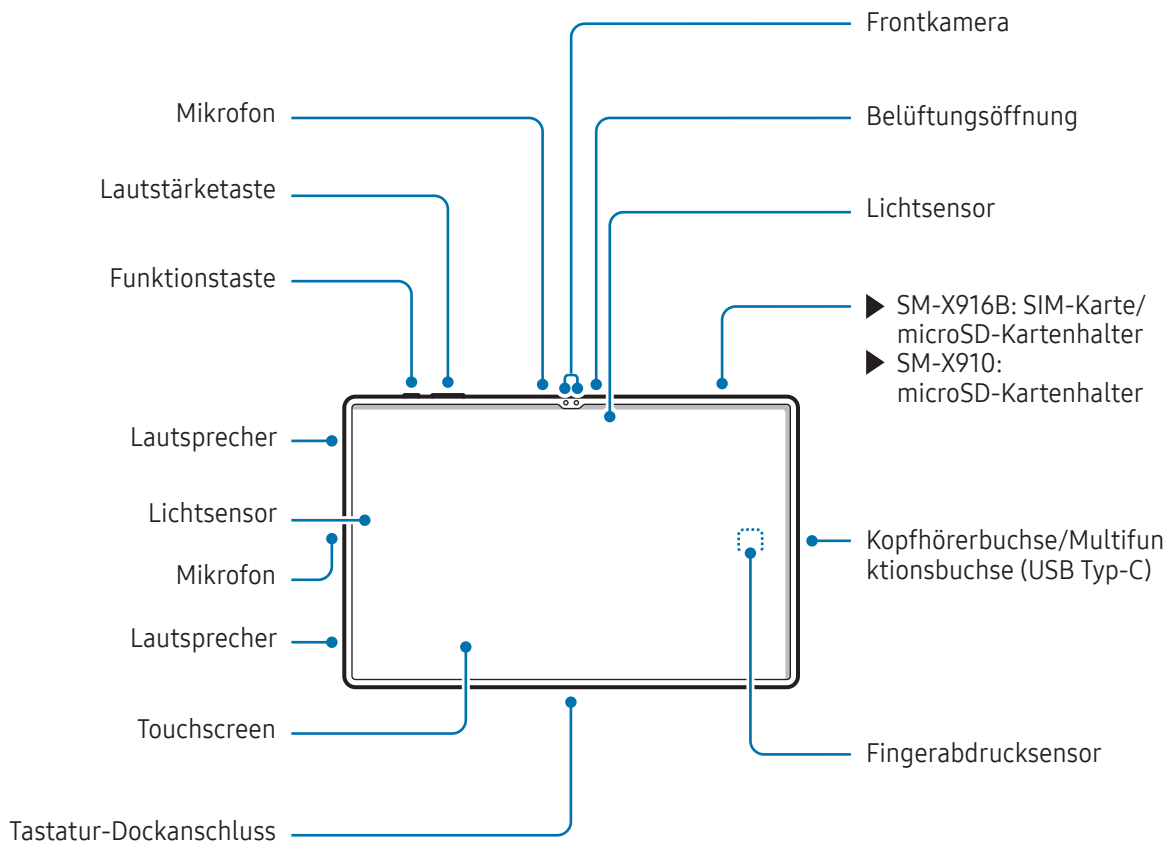 Frontkamera
Mikrofon
Belüftungsöffnung
Lautstärketaste
Lichtsensor
Funktionstaste
SM-X916B: SIM-Karte/
microSD-Kartenhalter
SM-X910:
microSD-Kartenhalter
Lautsprecher
Lichtsensor
Kopfhörerbuchse/Multifun
ktionsbuchse (USB Typ-C)
Mikrofon
Lautsprecher
Touchscreen
Fingerabdrucksensor
Tastatur-Dockanschluss